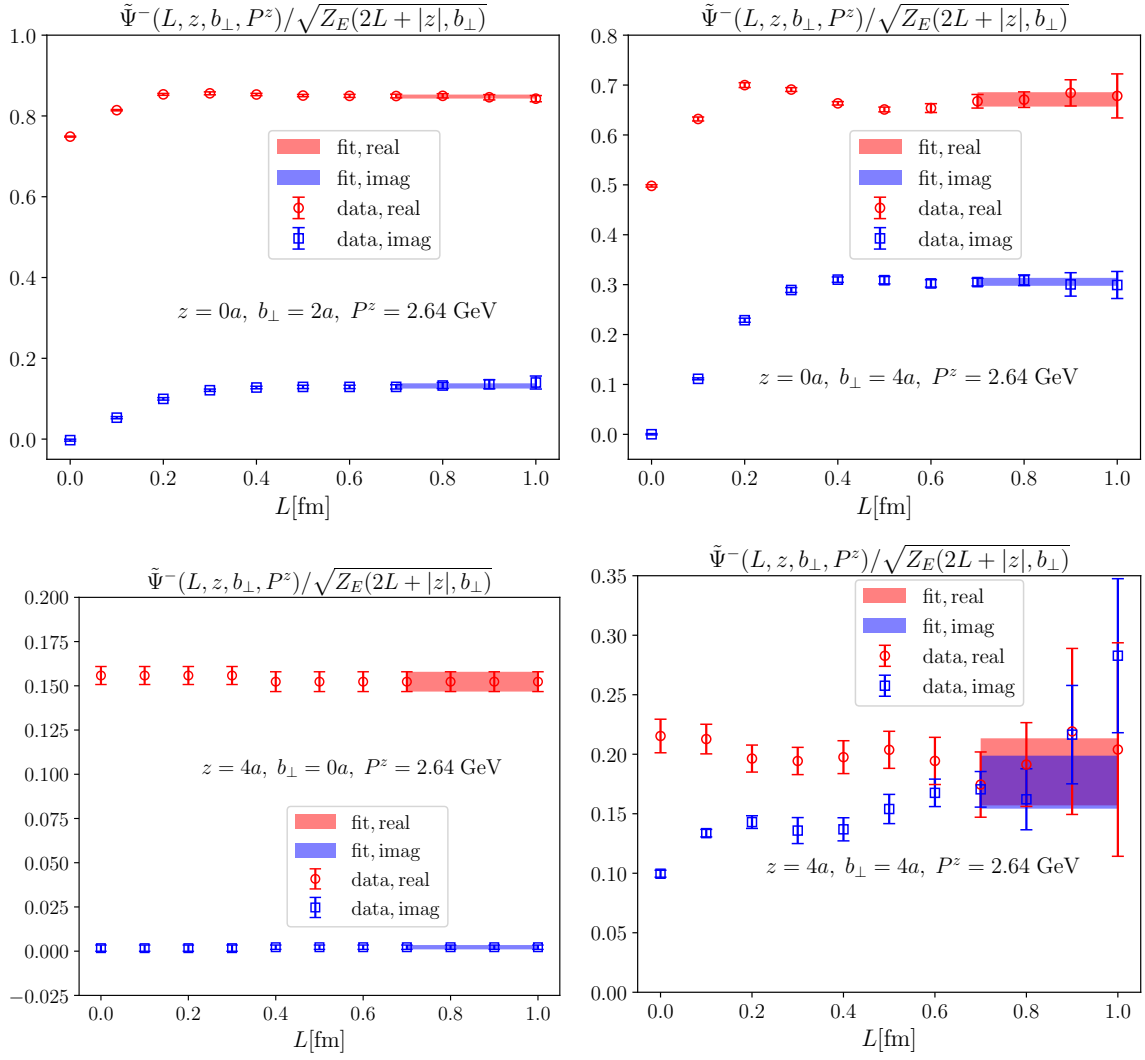 Ψ̃⁻(L, z, b⊥, Pᶻ)/√Z_E(2L + |z|, b⊥)
1.0
0.8
0.6
0.4
0.2
0.0
fit, real
fit, imag
data, real
data, imag
z = 0a, b⊥ = 2a, Pᶻ = 2.64 GeV
0.0 0.2 0.4 0.6 0.8 1.0
L[fm]
Ψ̃⁻(L, z, b⊥, Pᶻ)/√Z_E(2L + |z|, b⊥)
0.8
0.7
0.6
0.5
0.4
0.3
0.2
0.1
0.0
fit, real
fit, imag
data, real
data, imag
z = 0a, b⊥ = 4a, Pᶻ = 2.64 GeV
0.0 0.2 0.4 0.6 0.8 1.0
L[fm]
Ψ̃⁻(L, z, b⊥, Pᶻ)/√Z_E(2L + |z|, b⊥)
0.200
0.175
0.150
0.125
0.100
0.075
0.050
0.025
0.000
−0.025
z = 4a, b⊥ = 0a, Pᶻ = 2.64 GeV
fit, real
fit, imag
data, real
data, imag
0.0 0.2 0.4 0.6 0.8 1.0
L[fm]
Ψ̃⁻(L, z, b⊥, Pᶻ)/√Z_E(2L + |z|, b⊥)
0.35
0.30
0.25
0.20
0.15
0.10
0.05
0.00
fit, real
fit, imag
data, real
data, imag
z = 4a, b⊥ = 4a, Pᶻ = 2.64 GeV
0.0 0.2 0.4 0.6 0.8 1.0
L[fm]